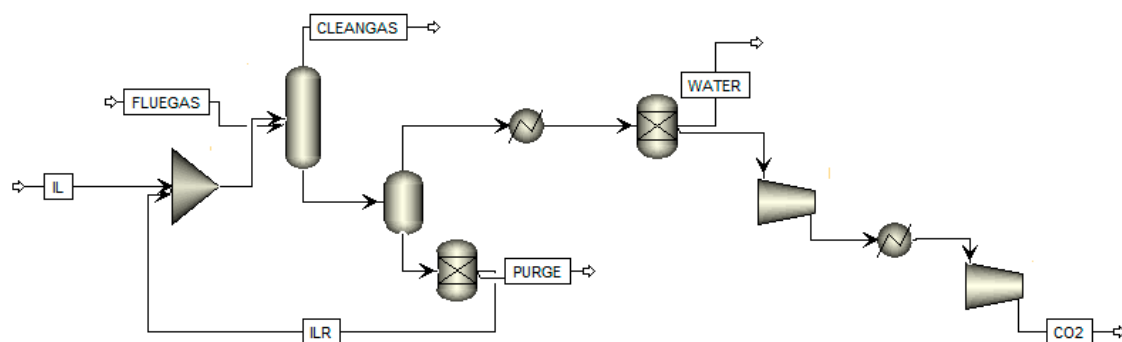 CLEANGAS
FLUEGAS
WATER
IL
PURGE
ILR
CO2